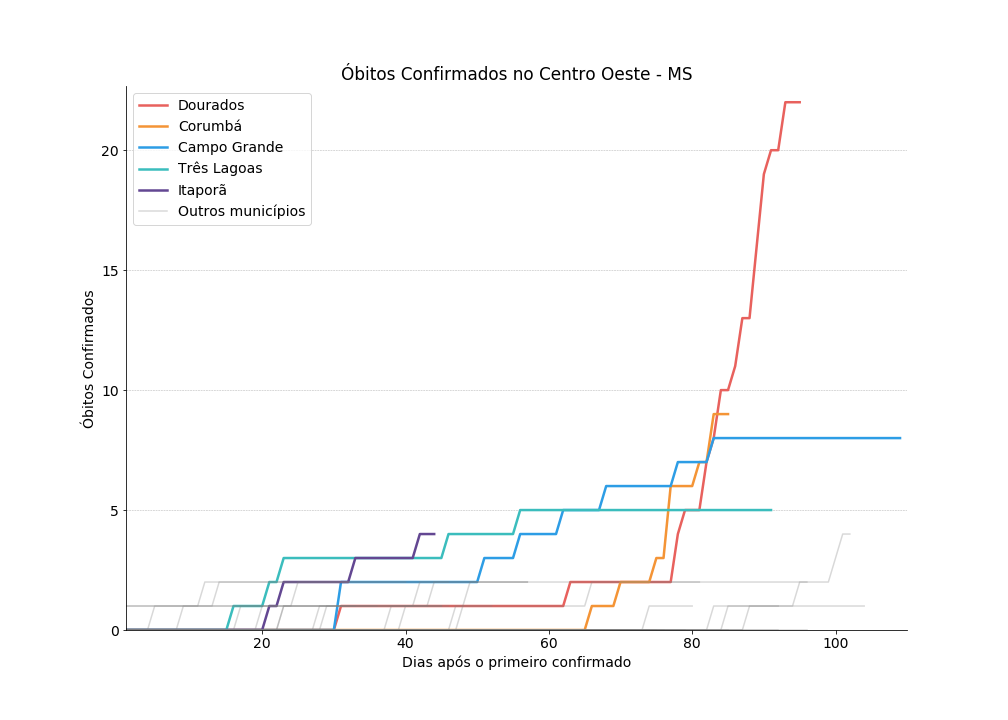 Óbitos Confirmados no Centro Oeste - MS
Dourados
Corumbá
Campo Grande
Três Lagoas
Itaporã
Outros municípios
Óbitos Confirmados
20
15
10
5
0
20
40
60
80
100
Dias após o primeiro confirmado